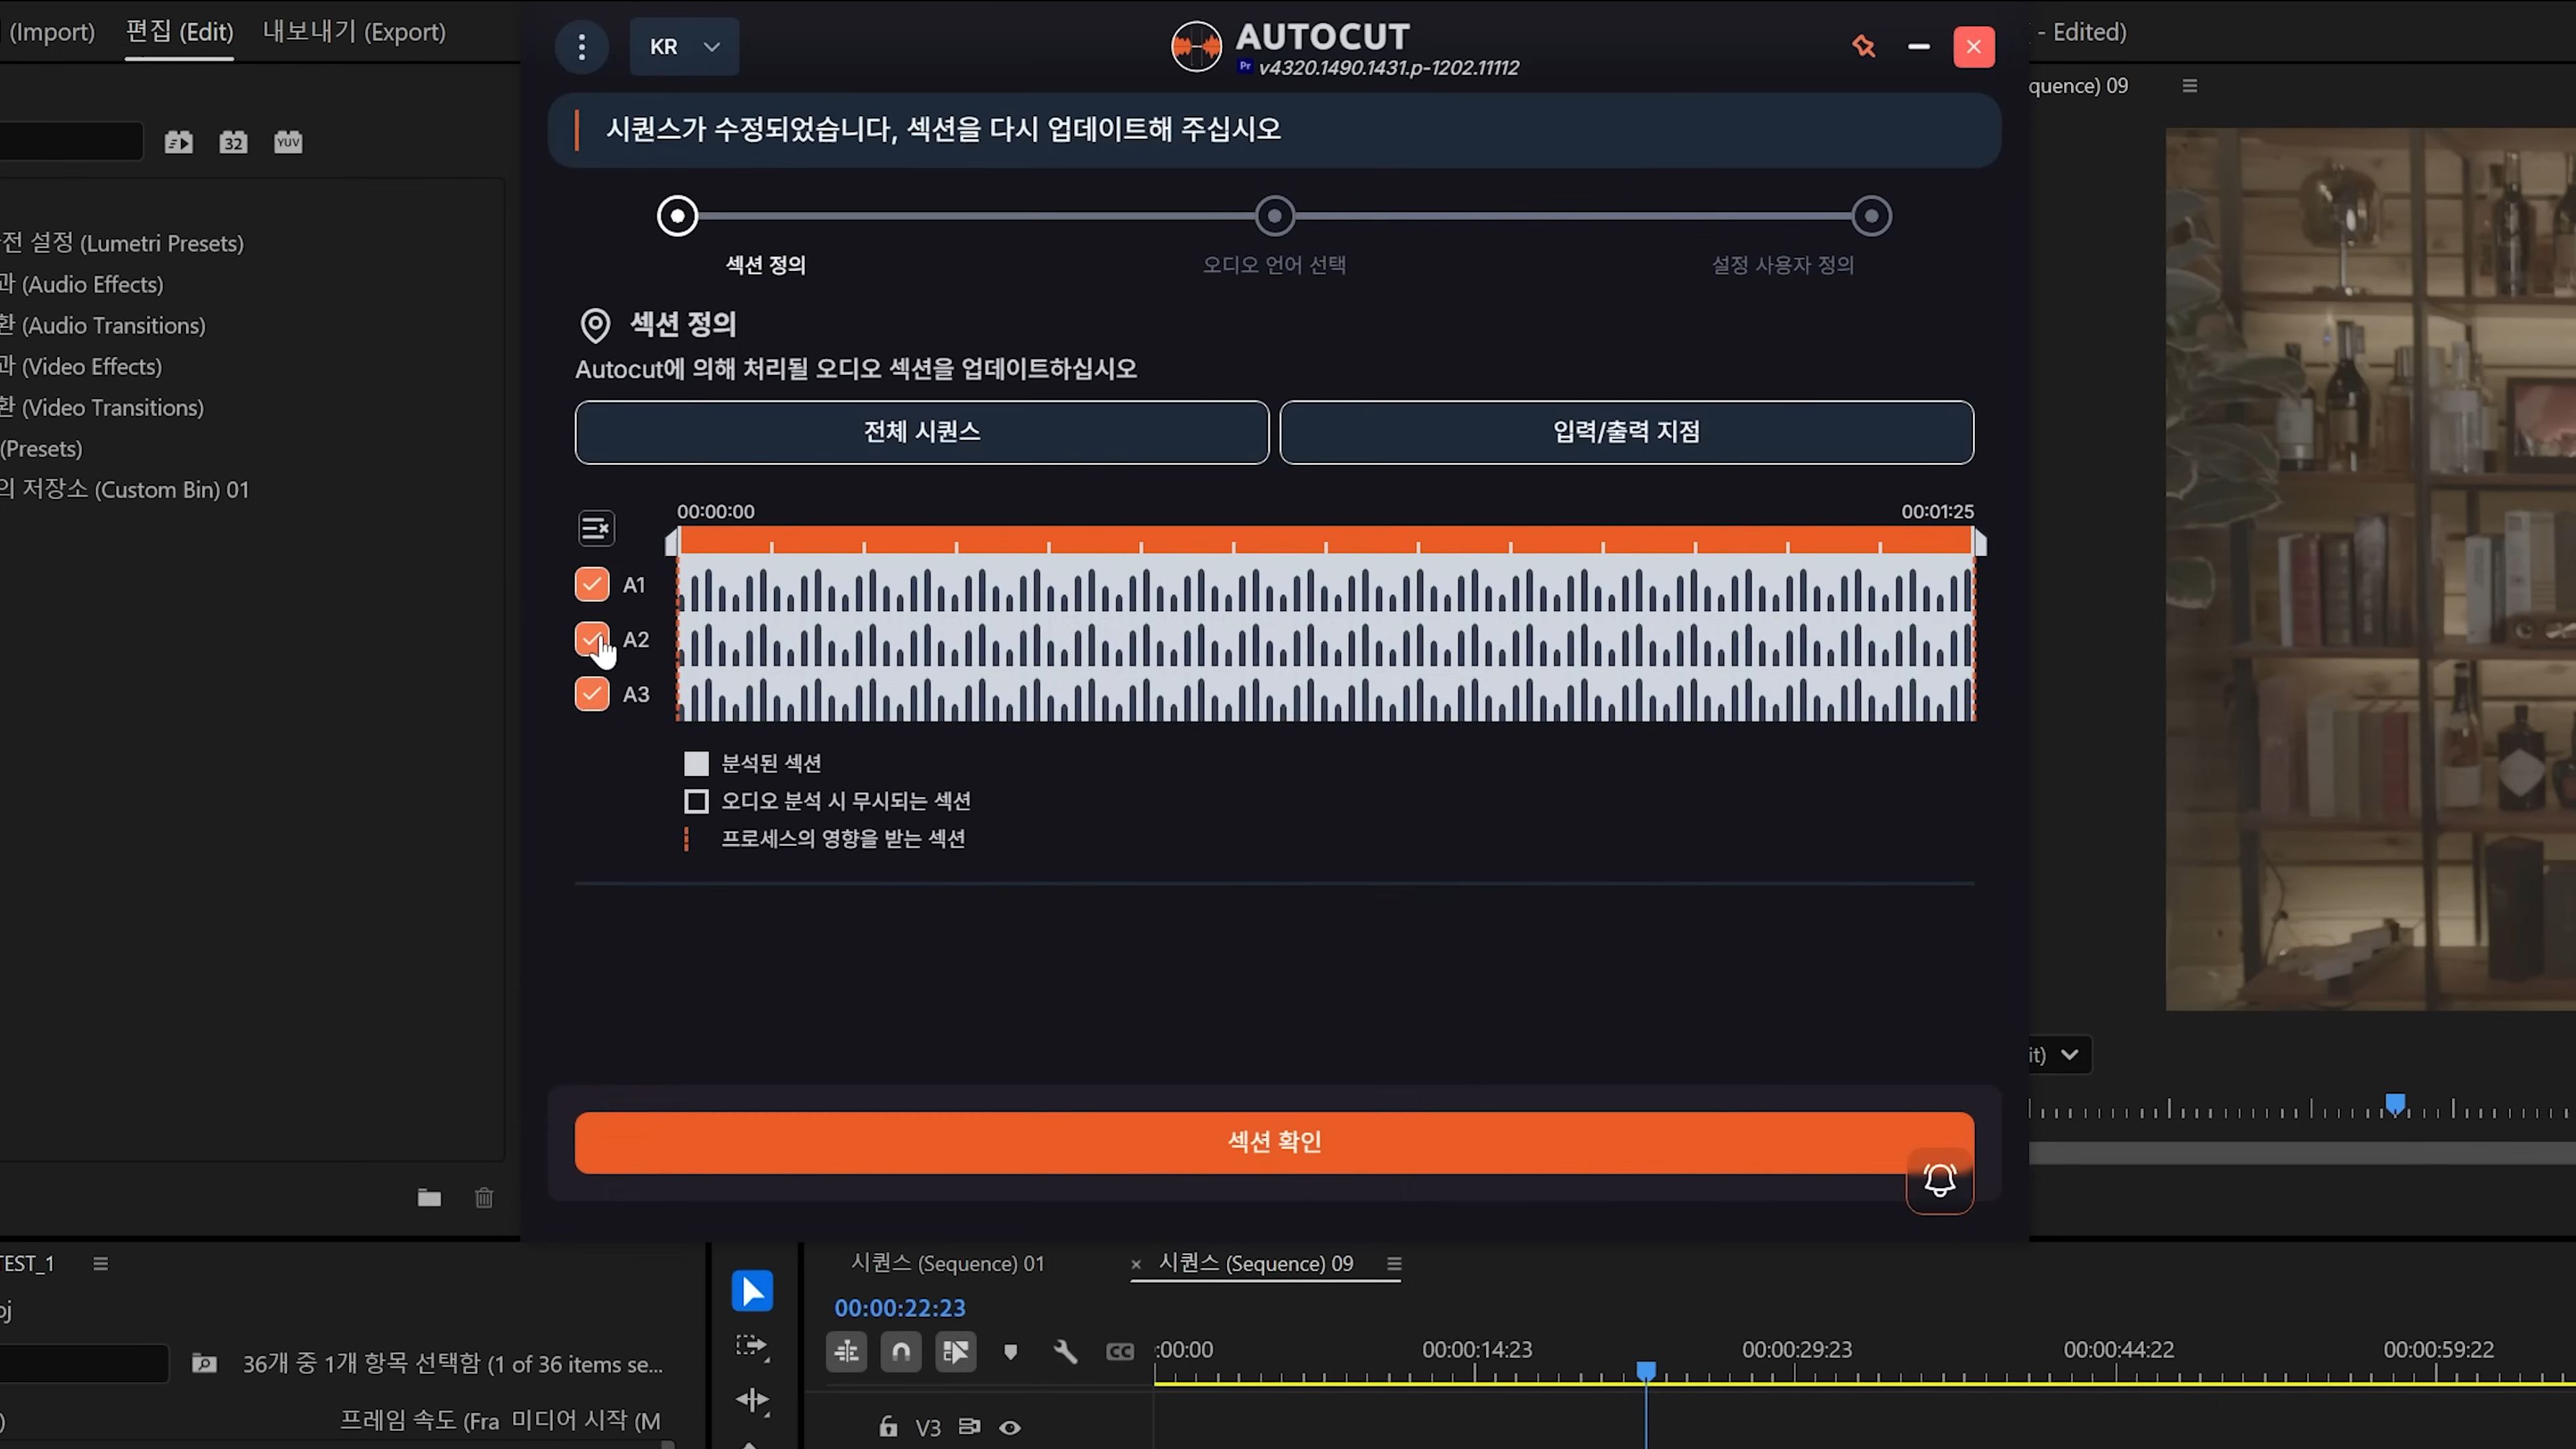 (Import) 편집 (Edit) 내보내기 (Export)
- Edited)
KR
AUTOCUT
Pr v4320.1490.1431.p-1202.11112
quence) 09
32 YUV
시퀀스가 수정되었습니다, 섹션을 다시 업데이트해 주십시오
전 설정 (Lumetri Presets)
과 (Audio Effects)
환 (Audio Transitions)
과 (Video Effects)
환 (Video Transitions)
(Presets)
의 저장소 (Custom Bin) 01
섹션 정의
오디오 언어 선택
설정 사용자 정의
섹션 정의
Autocut에 의해 처리될 오디오 섹션을 업데이트하십시오
전체 시퀀스
입력/출력 지점
00:00:00
00:01:25
A1
A2
A3
분석된 섹션
오디오 분석 시 무시되는 섹션
프로세스의 영향을 받는 섹션
it)
섹션 확인
TEST_1
시퀀스 (Sequence) 01
× 시퀀스 (Sequence) 09
oj
00:00:22:23
36개 중 1개 항목 선택함 (1 of 36 items se...
CC
:00:00
00:00:14:23
00:00:29:23
00:00:44:22
00:00:59:22
)
프레임 속도 (Fra 미디어 시작 (M
V3